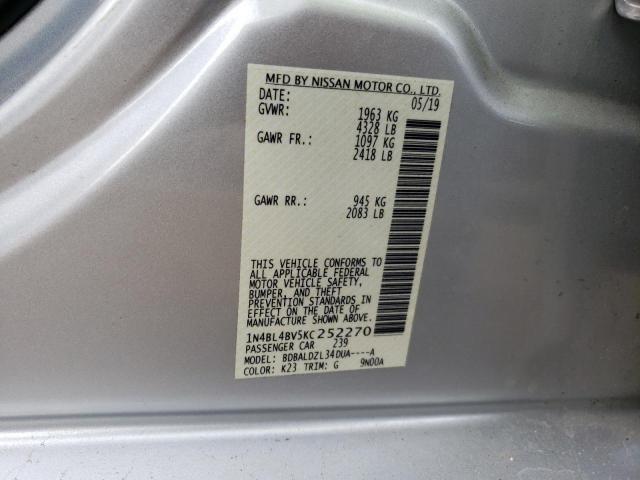 MFD BY NISSAN MOTOR CO., LTD.
DATE: 05/19
GVWR: 1963 KG
4328 LB
GAWR FR.: 1097 KG
2418 LB
GAWR RR.: 945 KG
2083 LB
THIS VEHICLE CONFORMS TO
ALL APPLICABLE FEDERAL
MOTOR VEHICLE SAFETY,
BUMPER, AND THEFT
PREVENTION STANDARDS IN
EFFECT ON THE DATE OF
MANUFACTURE SHOWN ABOVE.
1N4BL4BV5KC252270
PASSENGER CAR 239
MODEL: BDBALDZL34DUA----A
COLOR: K23 TRIM: G 9N00A